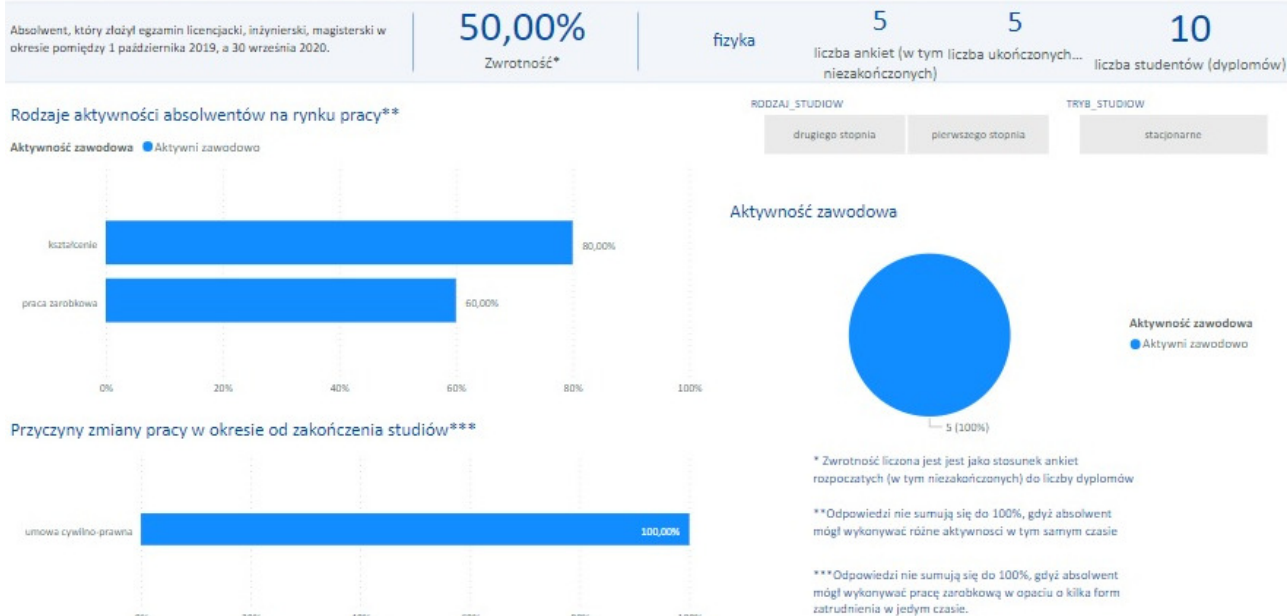 Absolwent, który złożył egzamin licencjacki, inżynierski, magisterski w
okresie pomiędzy 1 października 2019, a 30 września 2020.
50,00%
Zwrotność*
fizyka
5
liczba ankiet (w tym
niezakończonych)
5
liczba ukończonych...
10
liczba studentów (dyplomów)
Rodzaje aktywności absolwentów na rynku pracy**
Aktywność zawodowa Aktywni zawodowo
kształcenie 80,00%
praca zarobkowa 60,00%
0% 20% 40% 60% 80% 100%
RODZAJ_STUDIOW
drugiego stopnia pierwszego stopnia
TRYB_STUDIOW
stacjonarne
Aktywność zawodowa
5 (100%)
Aktywność zawodowa
Aktywni zawodowo
Przyczyny zmiany pracy w okresie od zakończenia studiów***
umowa cywilno-prawna 100,00%
* Zwrotność liczona jest jest jako stosunek ankiet
rozpoczatych (w tym niezakończonych) do liczby dyplomów
**Odpowiedzi nie sumują się do 100%, gdyż absolwent
mógł wykonywać różne aktywnosci w tym samym czasie
***Odpowiedzi nie sumują się do 100%, gdyż absolwent
mógł wykonywać pracę zarobkową w opaciu o kilka form
zatrudnienia w jedym czasie.